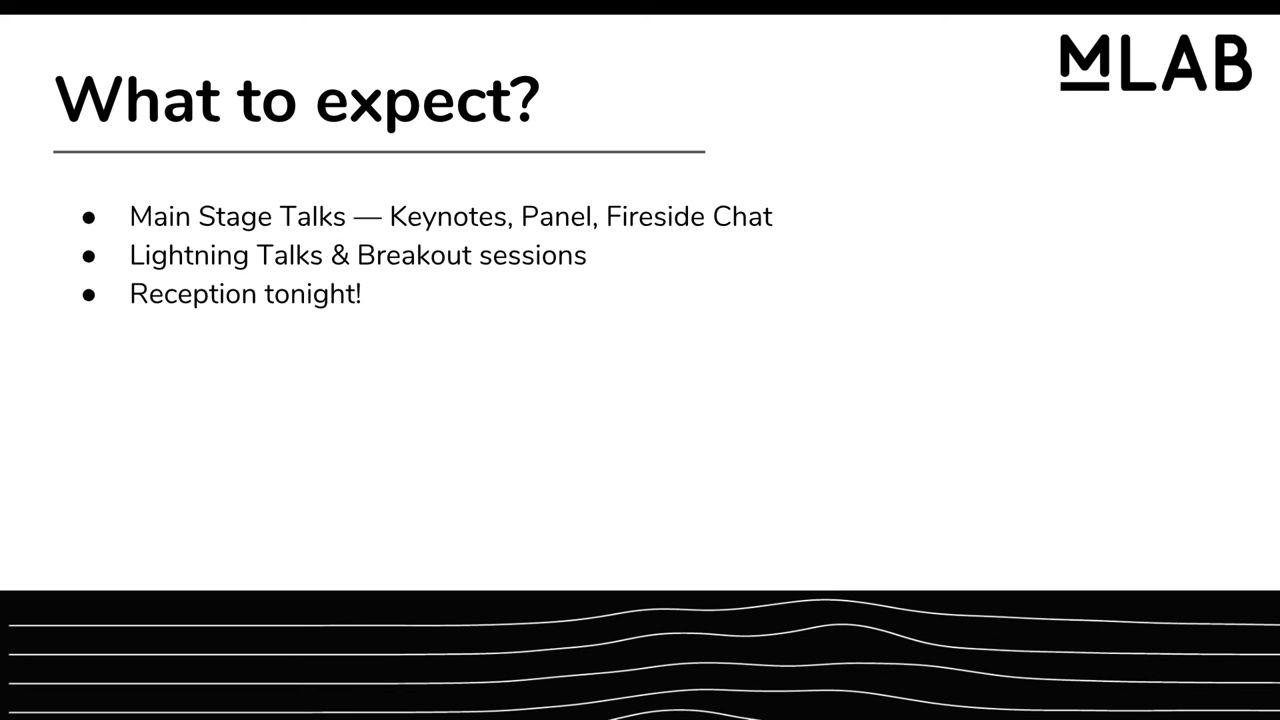 MLAB
What to expect?
● Main Stage Talks — Keynotes, Panel, Fireside Chat
● Lightning Talks & Breakout sessions
● Reception tonight!